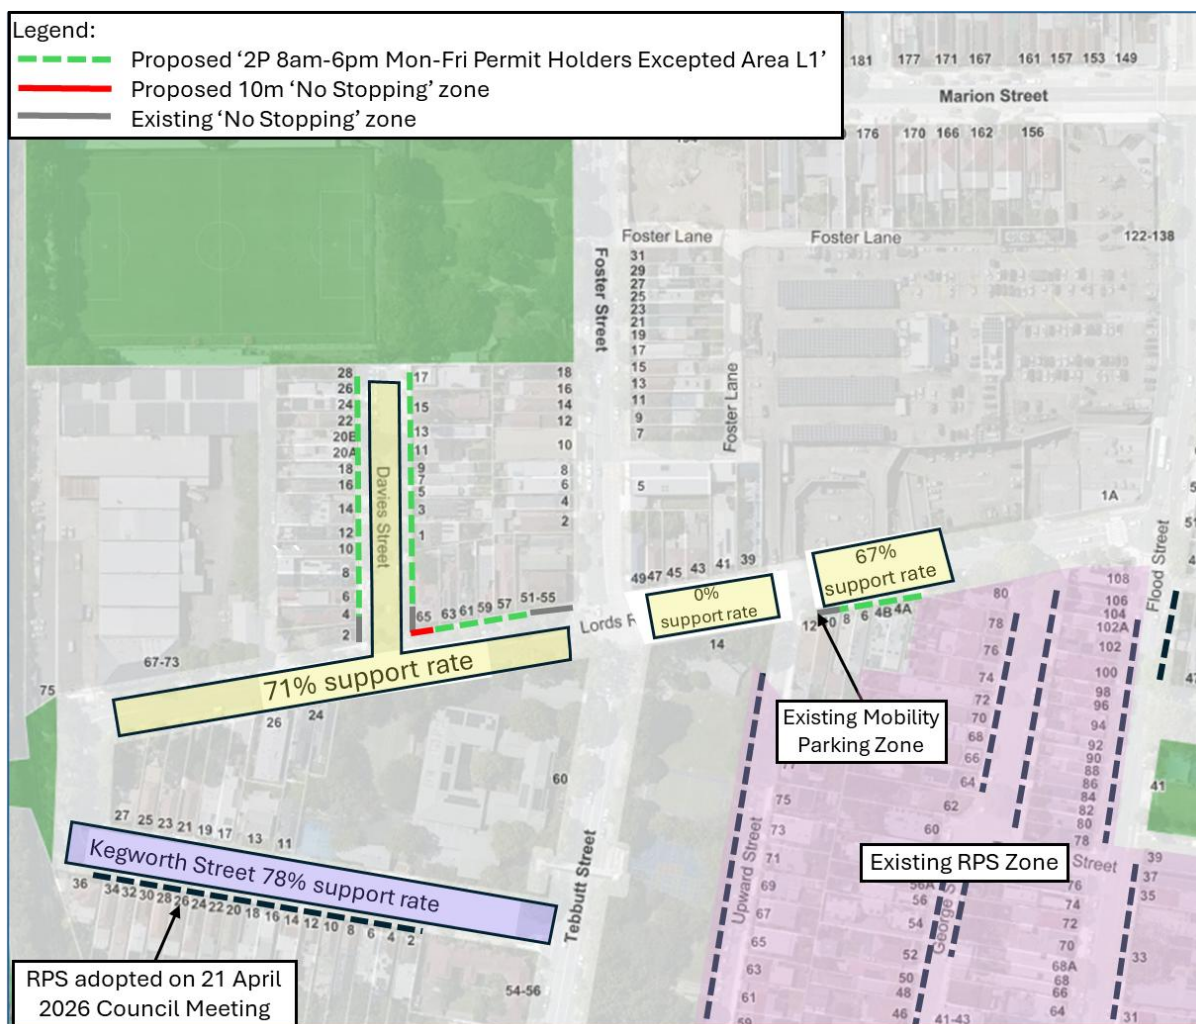 Legend:
Proposed ‘2P 8am-6pm Mon-Fri Permit Holders Excepted Area L1’
Proposed 10m ‘No Stopping’ zone
Existing ‘No Stopping’ zone
181 177 171 167 161 157 153 149
Marion Street
176 170 166 162 156
Foster Lane
Foster Lane
122-138
Foster Street
31
29
27
25
23
21
19
17
15
13
11
9
7
5
Foster Lane
28
26
24
22
20B
20A
18
16
14
12
10
8
6
4
2
Davies Street
17
15
13
11
9
7
5
3
1
18
16
14
12
10
8
6
4
2
1A
Flood Street
65 63 61 59 57 51-55
Lords R
49 47 45 43 41 39
0%
support rate
14
67%
support rate
12 8 6 4B 4A
67-73
75
71% support rate
26 24
Existing Mobility
Parking Zone
60
27 25 23 21 19 17 13 11
Kegworth Street 78% support rate
36 34 32 30 28 26 24 22 20 18 16 14 12 10 8 6 4 2
Tebbutt Street
54-56
RPS adopted on 21 April
2026 Council Meeting
Upward Street
75
73
71
69
67
65
63
61
80
78
76
74
72
70
68
66
64
62
60
Existing RPS Zone
Street
56A
56
54
52
50
48
46
George S
41-43
108
106
104
102A
102
100
98
96
94
92
90
88
86
84
82
80
78
76
74
72
70
68A
68
66
64
41
39
37
35
33
31
47